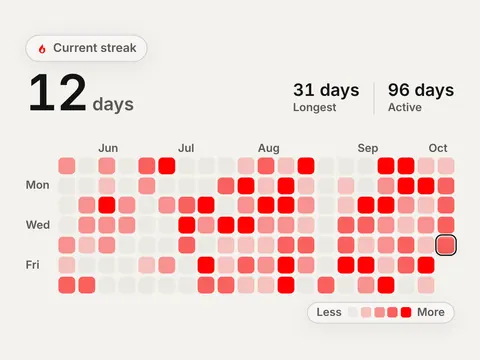 Current streak
12 days
31 days
Longest
96 days
Active
Jun Jul Aug Sep Oct
Mon
Wed
Fri
Less More